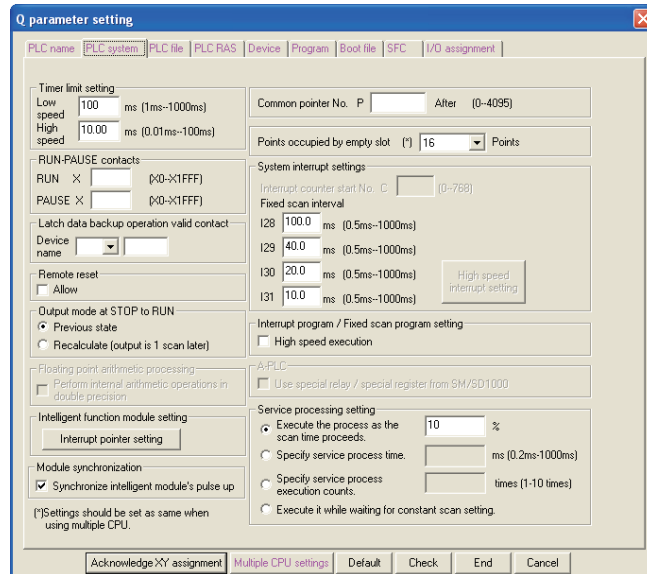 Q parameter setting
PLC name PLC system PLC file PLC RAS Device Program Boot file SFC I/O assignment
Timer limit setting
Low speed 100 ms (1ms--1000ms)
High speed 10.00 ms (0.01ms--100ms)
RUN-PAUSE contacts
RUN X (X0-X1FFF)
PAUSE X (X0-X1FFF)
Latch data backup operation valid contact
Device name
Remote reset
Allow
Output mode at STOP to RUN
Previous state
Recalculate (output is 1 scan later)
Floating point arithmetic processing
Perform internal arithmetic operations in
double precision
Intelligent function module setting
Interrupt pointer setting
Module synchronization
Synchronize intelligent module's pulse up
(*)Settings should be set as same when
using multiple CPU.
Common pointer No. P After (0--4095)
Points occupied by empty slot (*) 16 Points
System interrupt settings
Interrupt counter start No. C (0--768)
Fixed scan interval
I28 100.0 ms (0.5ms--1000ms)
I29 40.0 ms (0.5ms--1000ms)
I30 20.0 ms (0.5ms--1000ms)
I31 10.0 ms (0.5ms--1000ms)
High speed
interrupt setting
Interrupt program / Fixed scan program setting
High speed execution
A-PLC
Use special relay / special register from SM/SD1000
Service processing setting
Execute the process as the
scan time proceeds. 10 %
Specify service process time. ms (0.2ms-1000ms)
Specify service process
execution counts. times (1-10 times)
Execute it while waiting for constant scan setting.
Acknowledge XY assignment Multiple CPU settings Default Check End Cancel